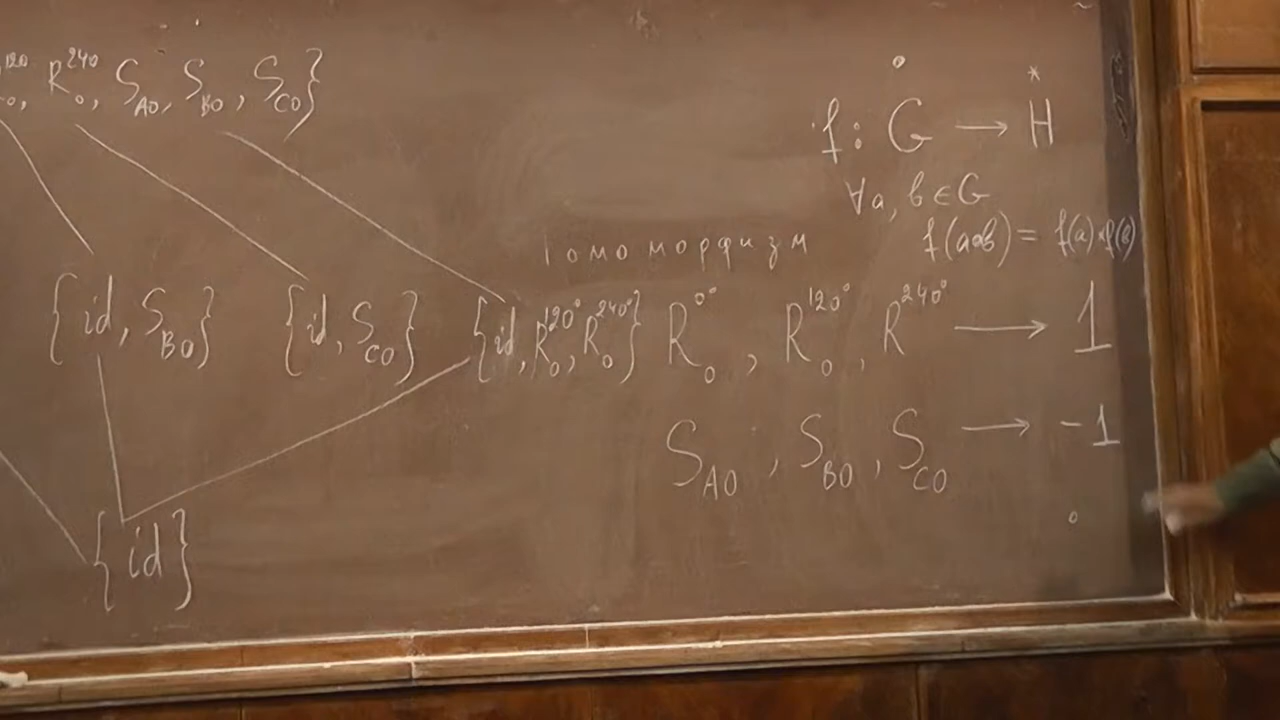 R₀²⁴⁰, S_AO, S_BO, S_CO}
f: G → H
∀a, b ∈ G
f(a∘b) = f(a)*f(b)
Гомоморфизм
{id, S_BO} {id, S_CO} {id, R₀¹²⁰°, R₀²⁴⁰°} R₀⁰°, R₀¹²⁰°, R²⁴⁰° → 1
S_AO, S_BO, S_CO → -1
{id}